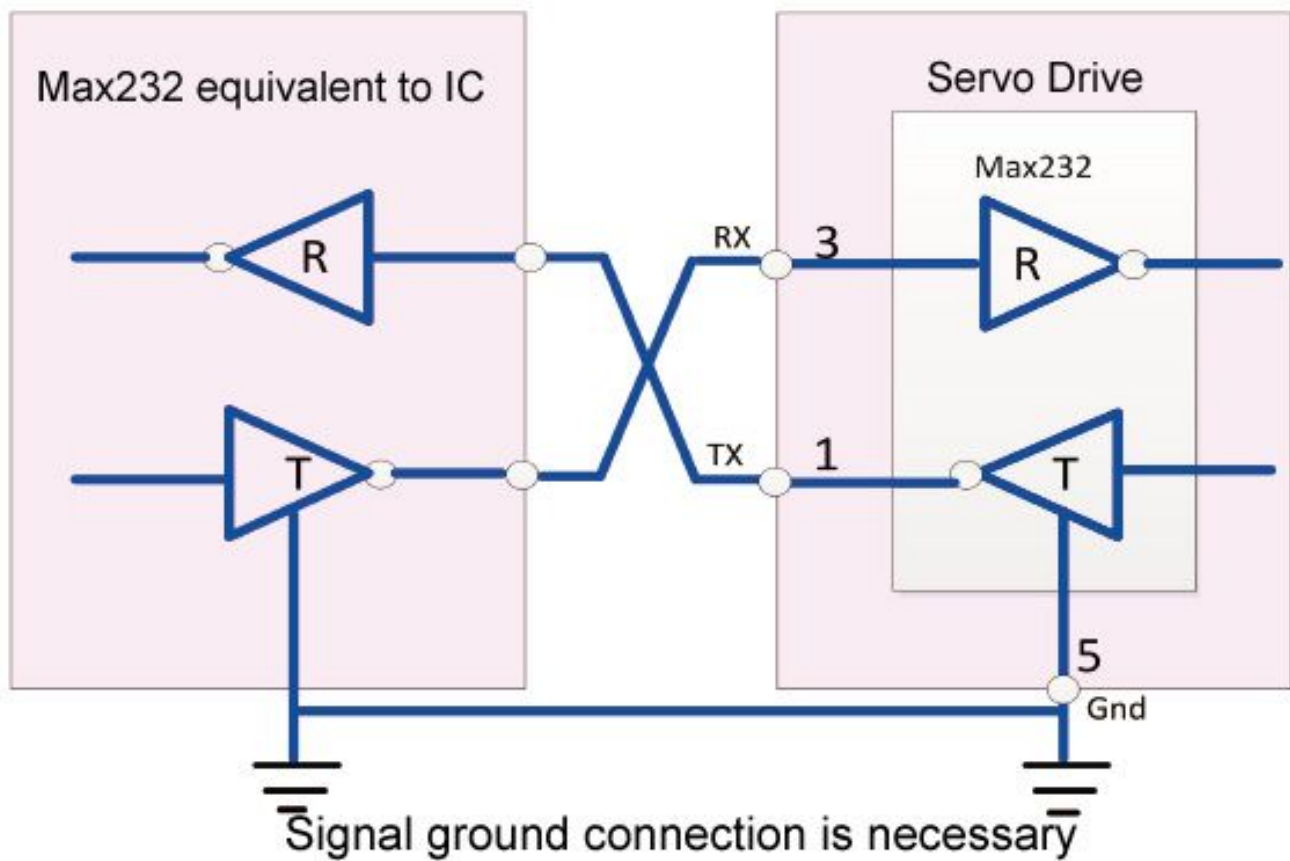 Max232 equivalent to IC
Servo Drive
Max232
R
RX
3
R
T
TX
1
T
5
Gnd
Signal ground connection is necessary